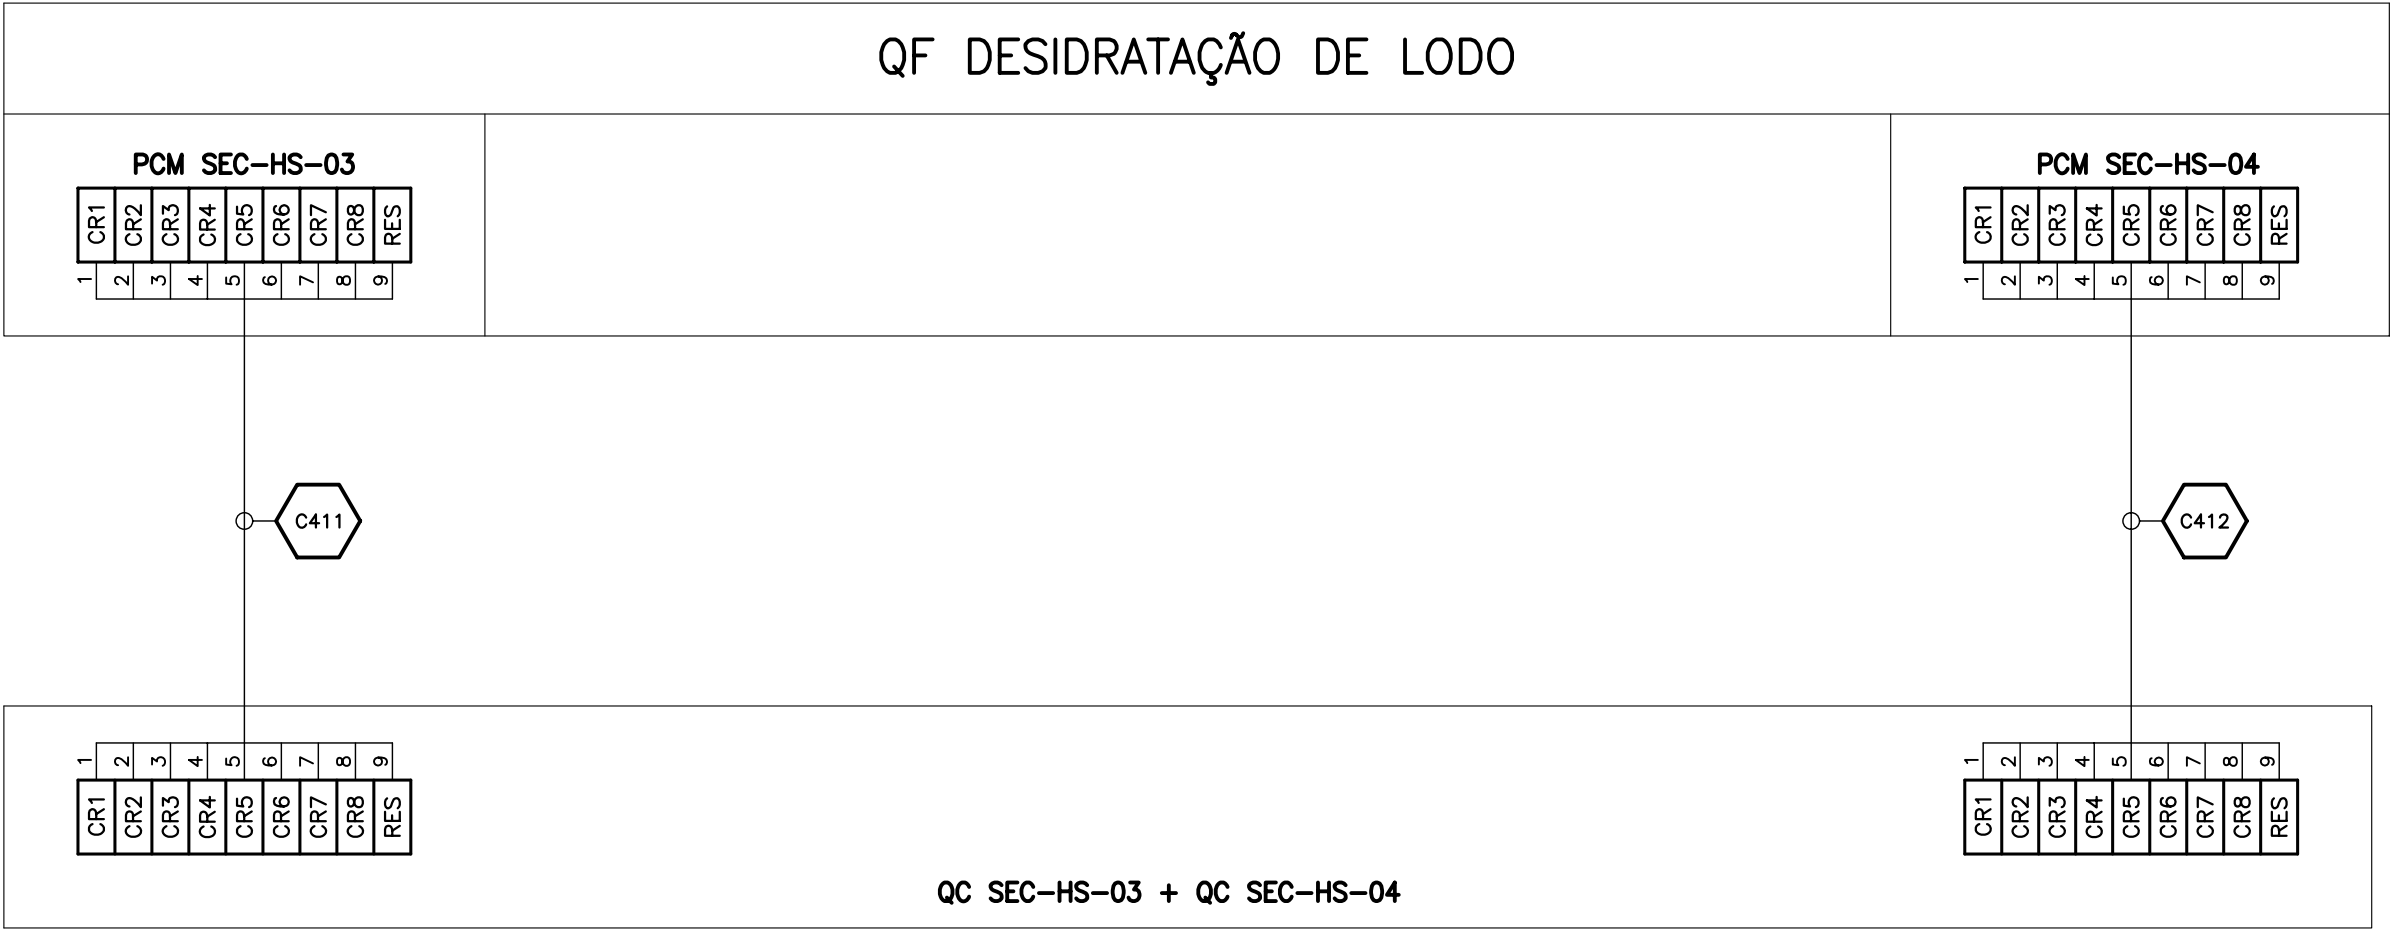 QF DESIDRATAÇÃO DE LODO
PCM SEC-HS-03
PCM SEC-HS-04
CR1 CR2 CR3 CR4 CR5 CR6 CR7 CR8 RES
CR1 CR2 CR3 CR4 CR5 CR6 CR7 CR8 RES
1 2 3 4 5 6 7 8 9
1 2 3 4 5 6 7 8 9
C411
C412
1 2 3 4 5 6 7 8 9
1 2 3 4 5 6 7 8 9
CR1 CR2 CR3 CR4 CR5 CR6 CR7 CR8 RES
CR1 CR2 CR3 CR4 CR5 CR6 CR7 CR8 RES
QC SEC-HS-03 + QC SEC-HS-04